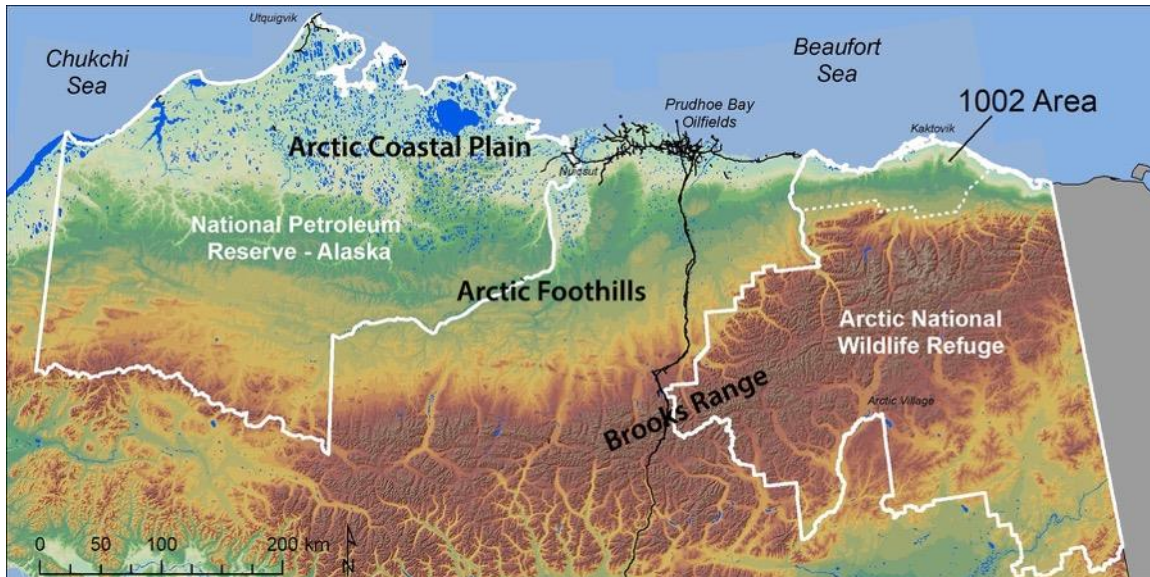 Utquigvik
Chukchi
Sea
Beaufort
Sea
Prudhoe Bay
Oilfields
1002 Area
Kaktovik
Arctic Coastal Plain
Nuiqsut
National Petroleum
Reserve - Alaska
Arctic Foothills
Arctic National
Wildlife Refuge
Brooks Range
Arctic Village
0 50 100 200 km
N